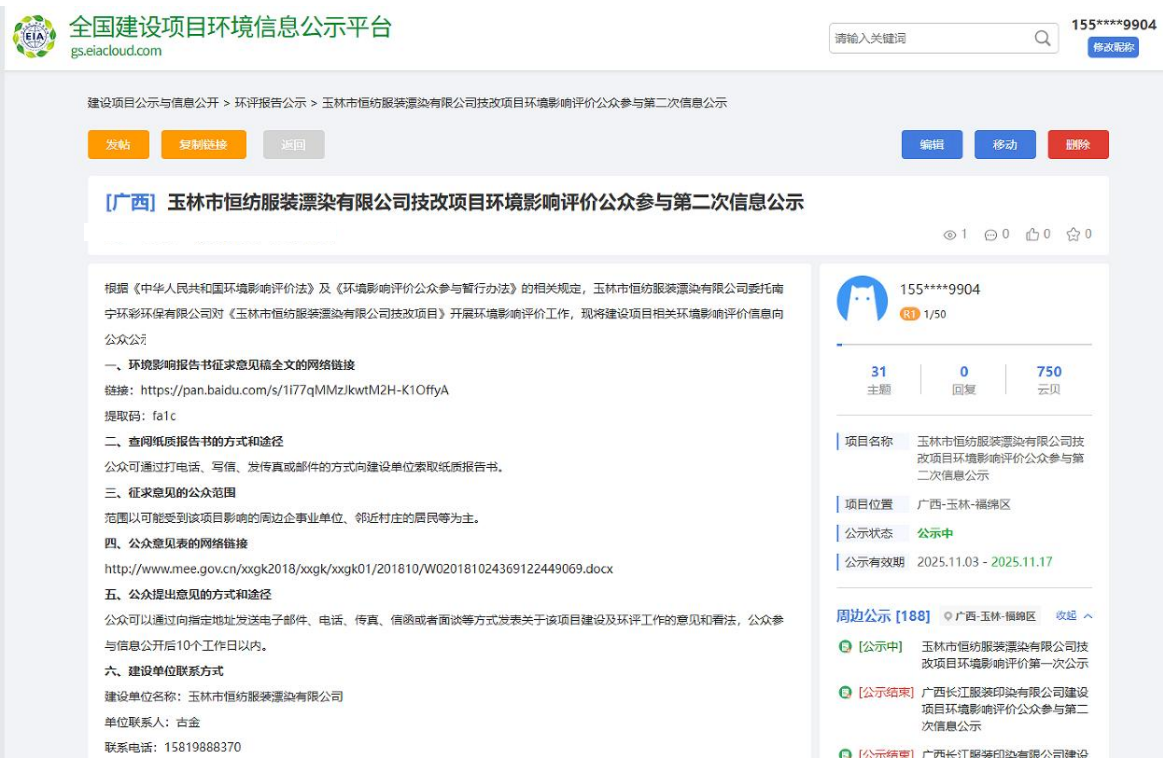 全国建设项目环境信息公示平台
gs.eiacloud.com
EIA
请输入关键词
155****9904
修改昵称
建设项目公示与信息公开 > 环评报告公示 > 玉林市恒纺服装漂染有限公司技改项目环境影响评价公众参与第二次信息公示
发帖
复制链接
返回
编辑
移动
删除
[广西] 玉林市恒纺服装漂染有限公司技改项目环境影响评价公众参与第二次信息公示
1 0 0 0
根据《中华人民共和国环境影响评价法》及《环境影响评价公众参与暂行办法》的相关规定，玉林市恒纺服装漂染有限公司委托南
宁环彩环保有限公司对《玉林市恒纺服装漂染有限公司技改项目》开展环境影响评价工作，现将建设项目相关环境影响评价信息向
公众公示
一、环境影响报告书征求意见稿全文的网络链接
链接：https://pan.baidu.com/s/1i77qMMzJkwtM2H-K1OffyA
提取码：fa1c
二、查阅纸质报告书的方式和途径
公众可通过打电话、写信、发传真或邮件的方式向建设单位索取纸质报告书。
三、征求意见的公众范围
范围以可能受到该项目影响的周边企事业单位、邻近村庄的居民等为主。
四、公众意见表的网络链接
http://www.mee.gov.cn/xxgk2018/xxgk/xxgk01/201810/W020181024369122449069.docx
五、公众提出意见的方式和途径
公众可以通过向指定地址发送电子邮件、电话、传真、信函或者面谈等方式发表关于该项目建设及环评工作的意见和看法，公众参
与信息公开后10个工作日以内。
六、建设单位联系方式
建设单位名称：玉林市恒纺服装漂染有限公司
单位联系人：古金
联系电话：15819888370
155****9904
R1 1/50
31 0 750
主题 回复 云贝
项目名称 玉林市恒纺服装漂染有限公司技
改项目环境影响评价公众参与第
二次信息公示
项目位置 广西-玉林-福绵区
公示状态 公示中
公示有效期 2025.11.03 - 2025.11.17
周边公示 [188] 广西-玉林-福绵区 收起
[公示中] 玉林市恒纺服装漂染有限公司技
改项目环境影响评价第一次公示
[公示结束] 广西长江服装印染有限公司建设
项目环境影响评价公众参与第二
次信息公示
[公示结束] 广西长江服装印染有限公司建设